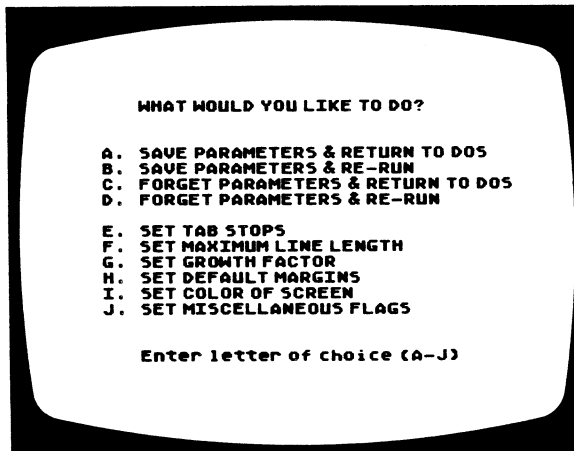 WHAT WOULD YOU LIKE TO DO?
A. SAVE PARAMETERS & RETURN TO DOS
B. SAVE PARAMETERS & RE-RUN
C. FORGET PARAMETERS & RETURN TO DOS
D. FORGET PARAMETERS & RE-RUN
E. SET TAB STOPS
F. SET MAXIMUM LINE LENGTH
G. SET GROWTH FACTOR
H. SET DEFAULT MARGINS
I. SET COLOR OF SCREEN
J. SET MISCELLANEOUS FLAGS
Enter letter of choice (A-J)